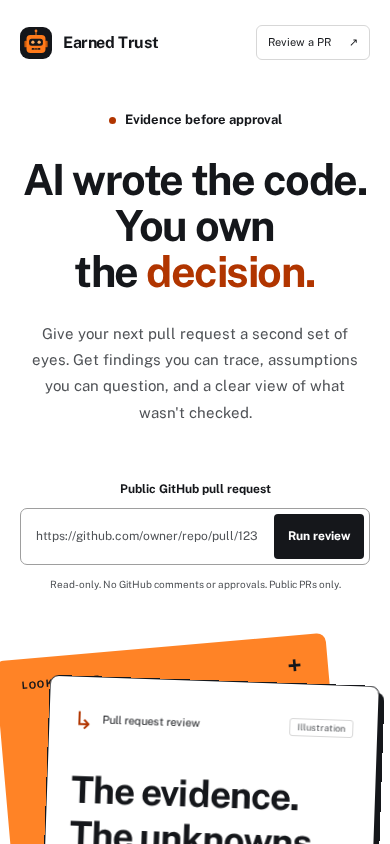 Earned Trust
Review a PR ↗
Evidence before approval
AI wrote the code.
You own
the decision.
Give your next pull request a second set of
eyes. Get findings you can trace, assumptions
you can question, and a clear view of what
wasn't checked.
Public GitHub pull request
https://github.com/owner/repo/pull/123
Run review
Read-only. No GitHub comments or approvals. Public PRs only.
+
Pull request review
Illustration
The evidence.
The unknowns